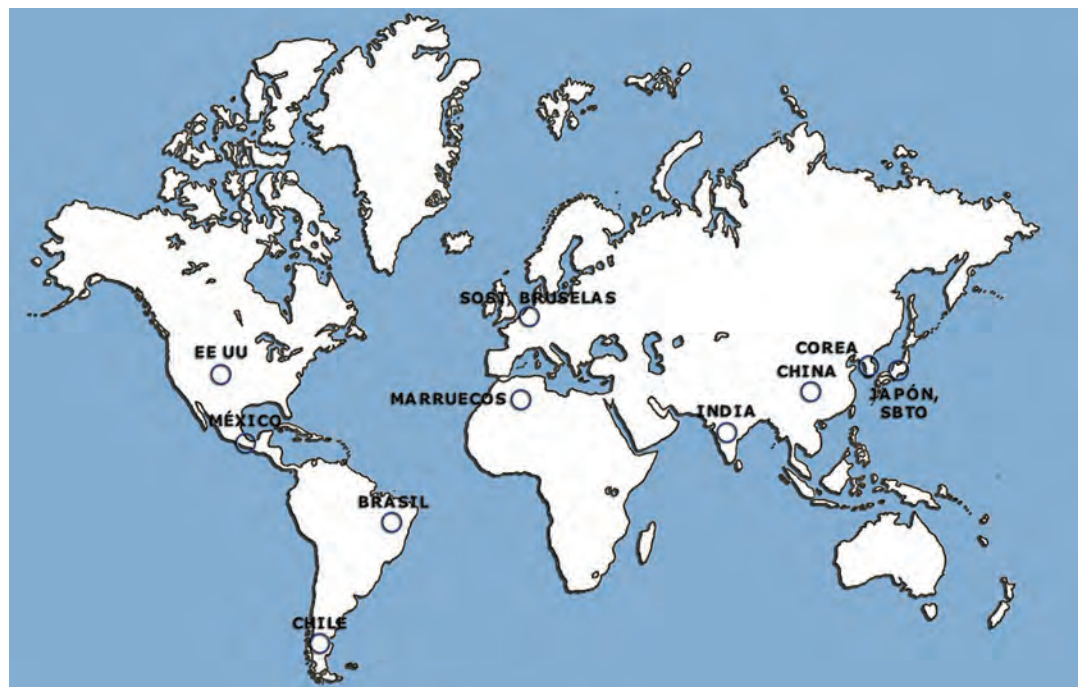 SOST, BRUSELAS
EE UU
COREA
CHINA
MARRUECOS
JAPÓN,
SBTO
INDIA
MÉXICO
BRASIL
CHILE